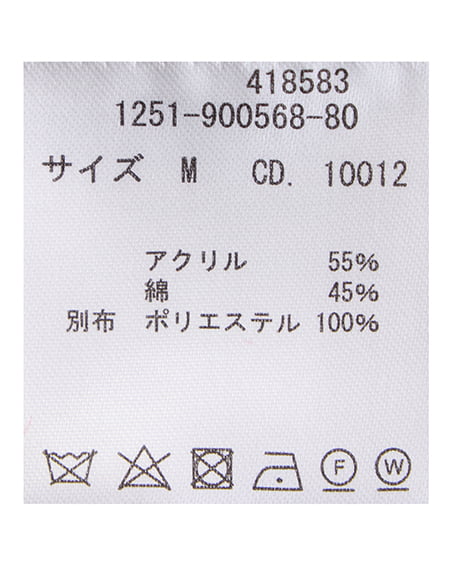 418583
1251-900568-80
サイズ M CD. 10012
アクリル 55%
綿 45%
別布 ポリエステル 100%
F W